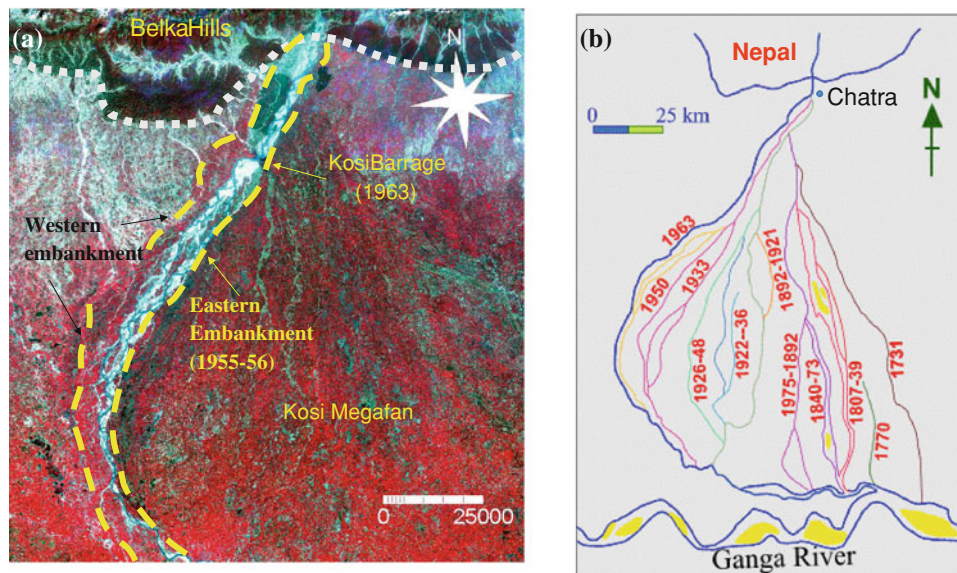 (a)
BelkaHills
N
KosiBarrage
(1963)
Western
embankment
Eastern
Embankment
(1955-56)
Kosi Megafan
0 25000
(b)
Nepal
Chatra
N
0 25 km
1963
1950
1933
1926-48
1922--36
1892-1921
1975-1892
1840-73
1807-39
1770
1731
Ganga River